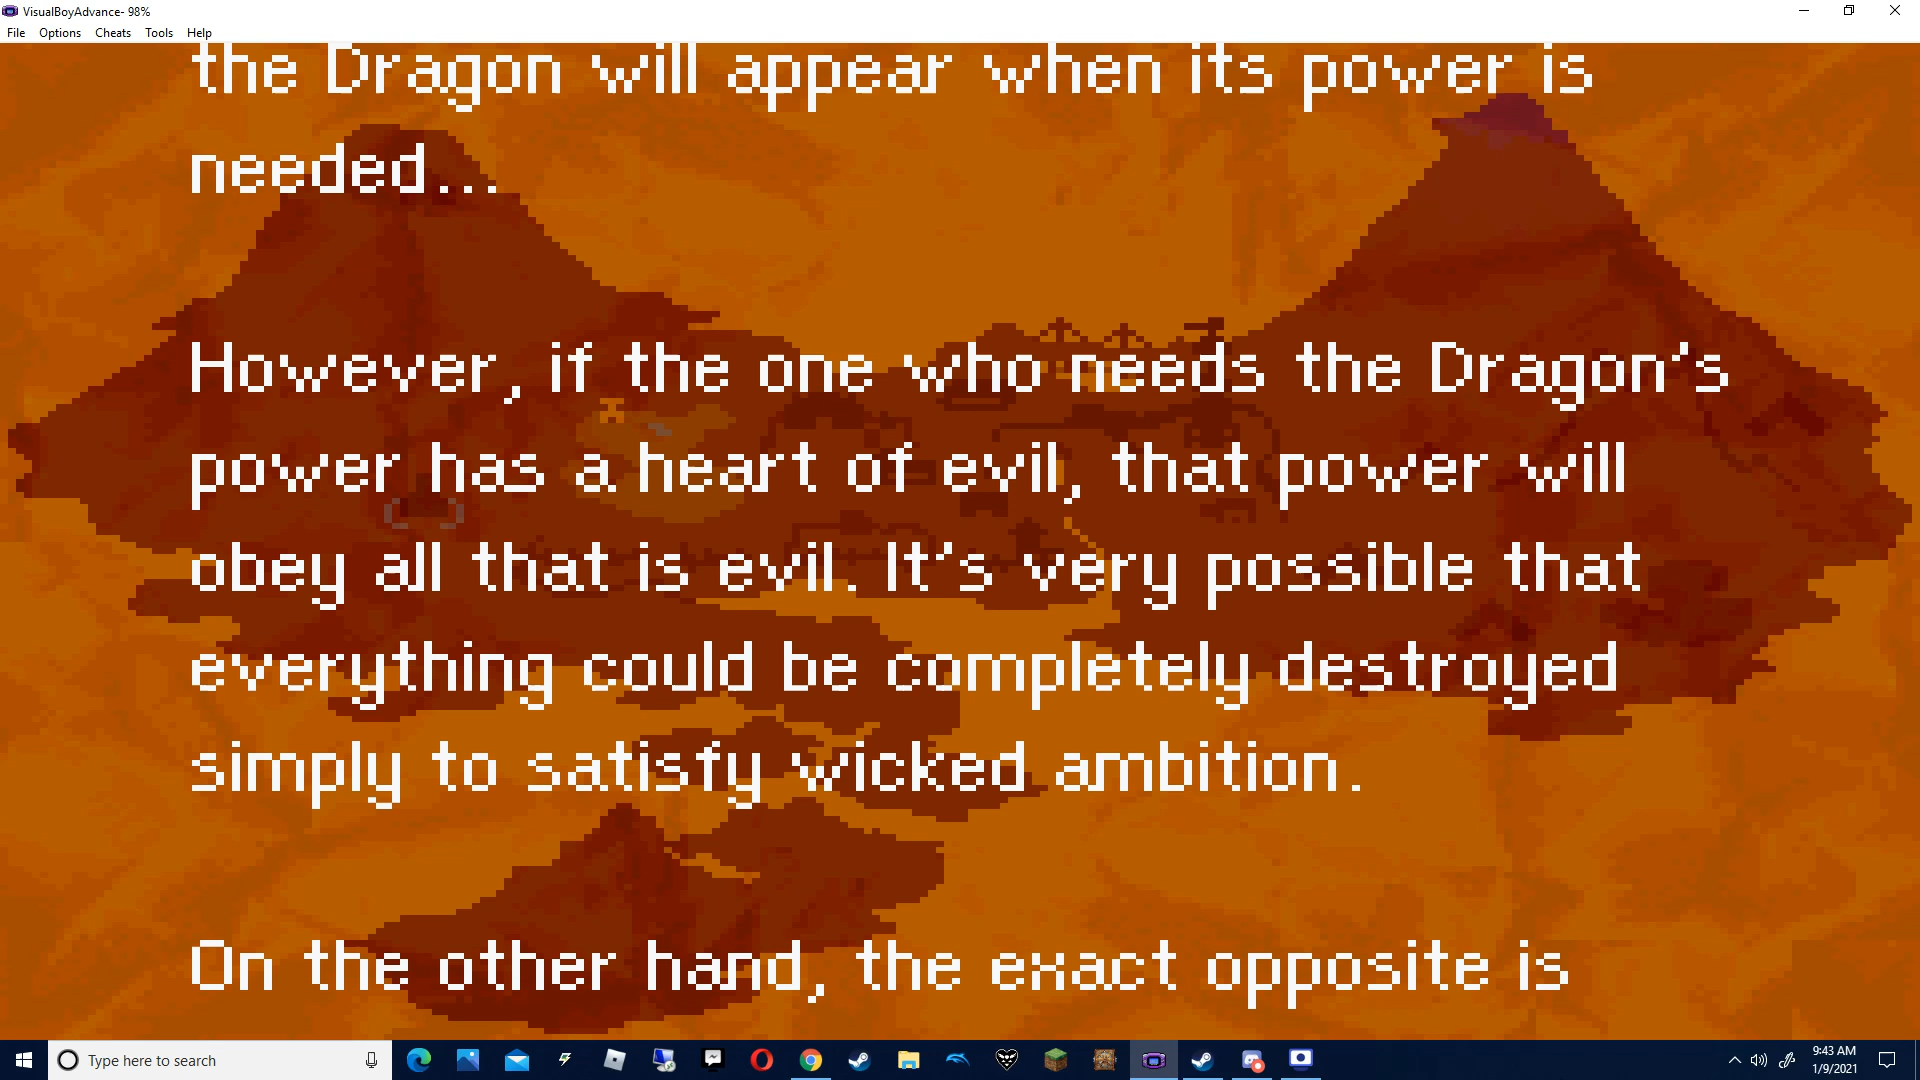 VisualBoyAdvance- 98%
File Options Cheats Tools Help
the Dragon will appear when its power is
needed...
However, if the one who needs the Dragon's
power has a heart of evil, that power will
obey all that is evil. It's very possible that
everything could be completely destroyed
simply to satisfy wicked ambition.
On the other hand, the exact opposite is
Type here to search
9:43 AM
1/9/2021